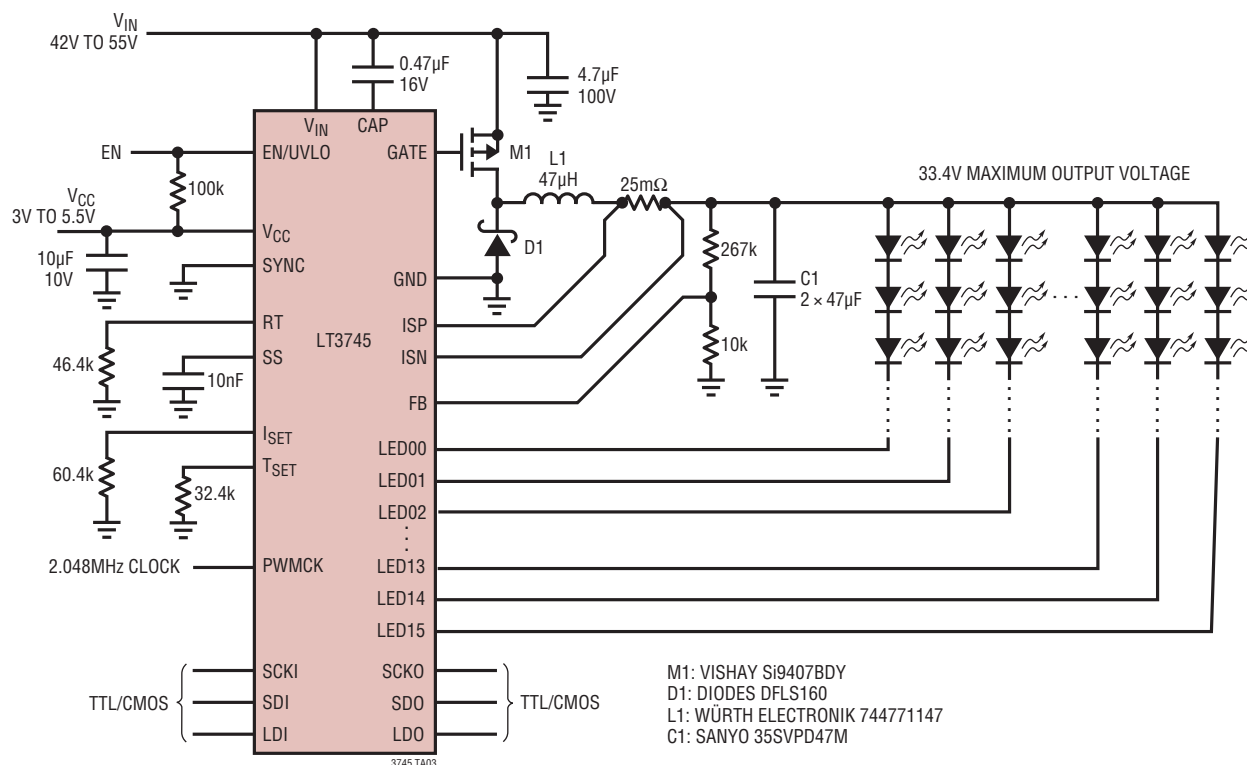 VIN
42V TO 55V
0.47µF
16V
4.7µF
100V
VIN
CAP
EN
EN/UVLO
GATE
M1
100k
L1
47µH
25mΩ
33.4V MAXIMUM OUTPUT VOLTAGE
VCC
3V TO 5.5V
VCC
10µF
10V
SYNC
D1
267k
GND
C1
2 × 47µF
RT
ISP
LT3745
46.4k
SS
ISN
10k
10nF
FB
ISET
LED00
60.4k
TSET
32.4k
LED01
LED02
2.048MHz CLOCK
PWMCK
LED13
LED14
LED15
TTL/CMOS
SCKI
SDI
LDI
SCKO
SDO
LDO
TTL/CMOS
M1: VISHAY Si9407BDY
D1: DIODES DFLS160
L1: WÜRTH ELECTRONIK 744771147
C1: SANYO 35SVPD47M
3745 TA03